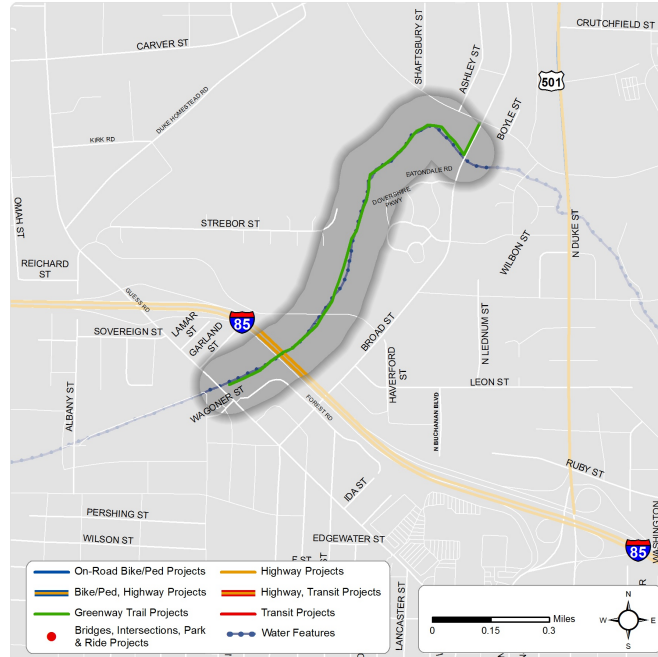 CRUTCHFIELD ST
SHAFTSBURY ST
ASHLEY ST
CARVER ST
501
BOYLE ST
DUKE HOMESTEAD RD
KIRK RD
EATONDALE RD
DOVERSHIRE
PKWY
OMAH ST
STREBOR ST
N DUKE ST
WILBON ST
REICHARD
ST
GUESS RD
85
LAMAR
ST
GARLAND
ST
SOVEREIGN ST
BROAD ST
N LEDNUM ST
HAVERFORD
ST
LEON ST
ALBANY ST
WAGONER ST
FOREST RD
N BUCHANAN BLVD
RUBY ST
IDA ST
PERSHING ST
WILSON ST
EDGEWATER ST
85
WASHINGTON
E ST
ST
LANCASTER ST
R
On-Road Bike/Ped Projects
Highway Projects
Bike/Ped, Highway Projects
Highway, Transit Projects
Greenway Trail Projects
Transit Projects
Bridges, Intersections, Park
& Ride Projects
Water Features
Miles
0 0.15 0.3
N
W E
S